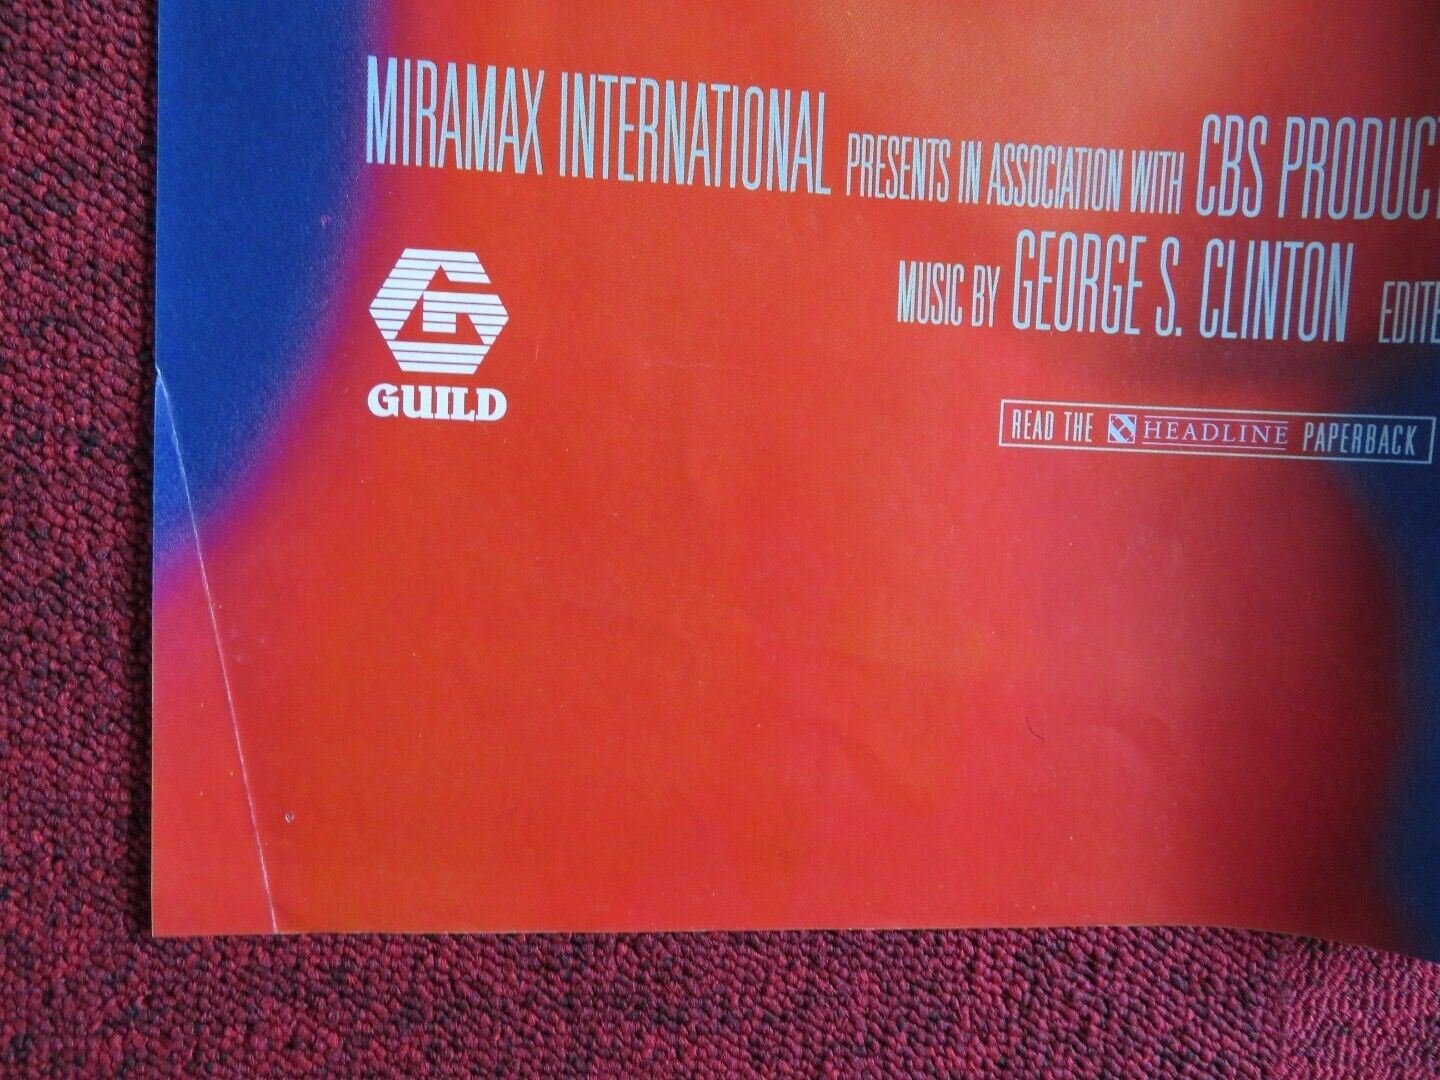 MIRAMAX INTERNATIONAL PRESENTS IN ASSOCIATION WITH CBS PRODUCT
MUSIC BY GEORGE S. CLINTON EDITE
GUILD
READ THE HEADLINE PAPERBACK